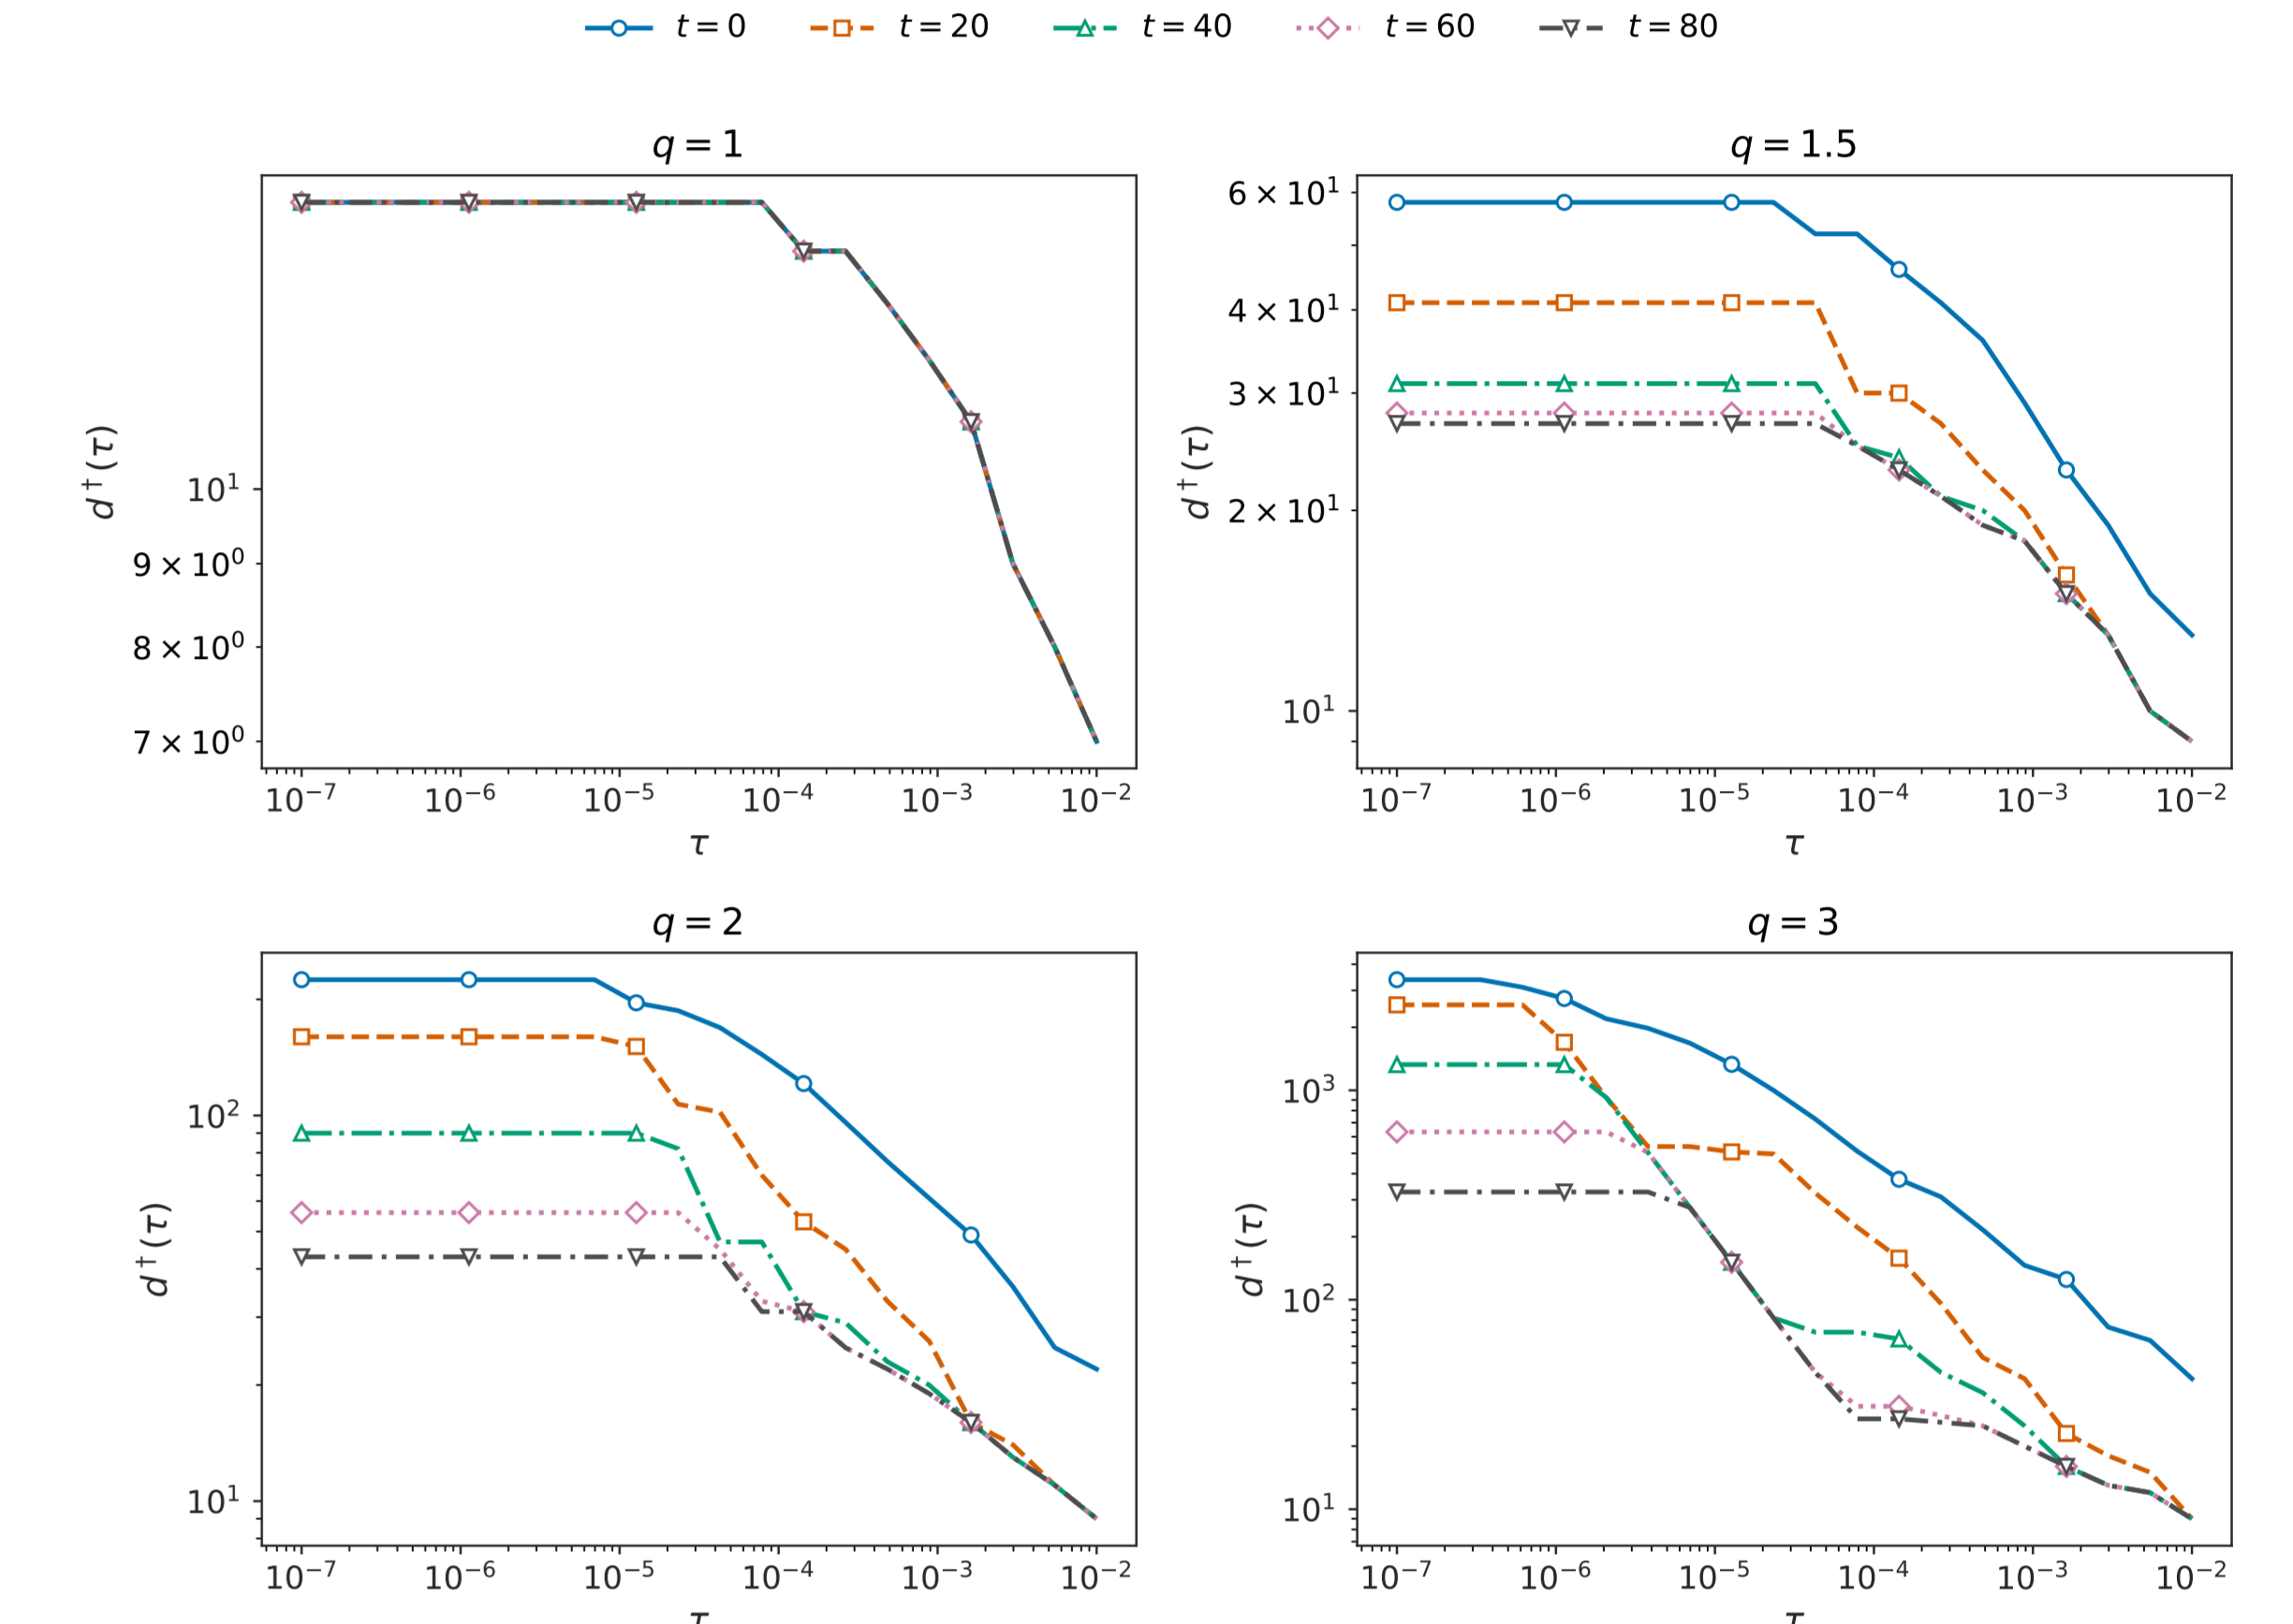 t = 0 t = 20 t = 40 t = 60 t = 80
q = 1
d†(τ)
10¹
9 × 10⁰
8 × 10⁰
7 × 10⁰
10⁻⁷ 10⁻⁶ 10⁻⁵ 10⁻⁴ 10⁻³ 10⁻²
τ
q = 1.5
d†(τ)
6 × 10¹
4 × 10¹
3 × 10¹
2 × 10¹
10¹
10⁻⁷ 10⁻⁶ 10⁻⁵ 10⁻⁴ 10⁻³ 10⁻²
τ
q = 2
d†(τ)
10²
10¹
10⁻⁷ 10⁻⁶ 10⁻⁵ 10⁻⁴ 10⁻³ 10⁻²
τ
q = 3
d†(τ)
10³
10²
10¹
10⁻⁷ 10⁻⁶ 10⁻⁵ 10⁻⁴ 10⁻³ 10⁻²
τ